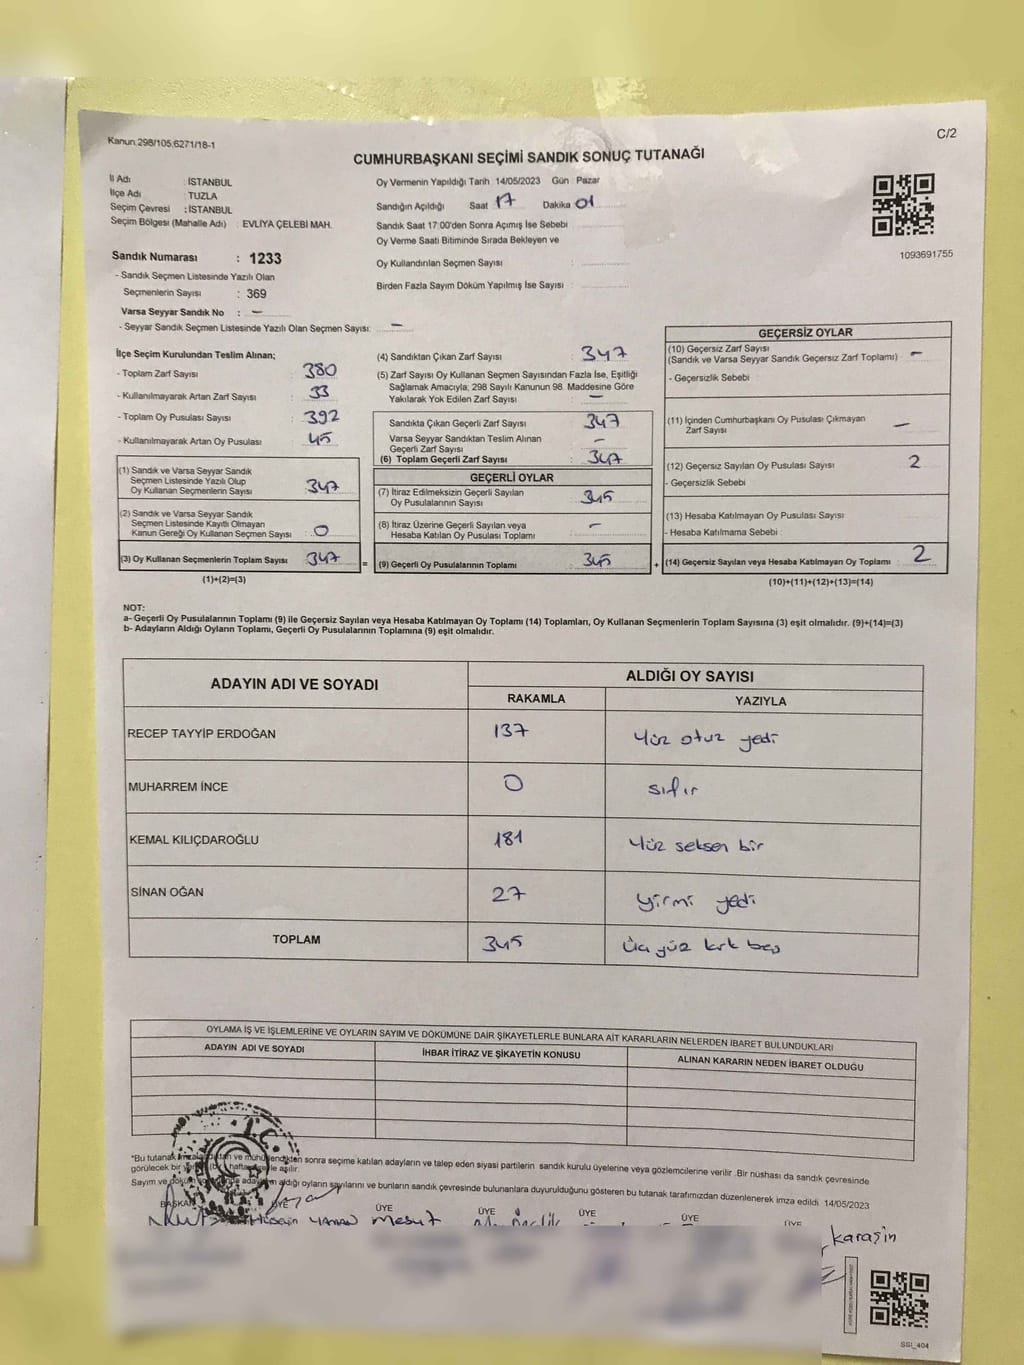 Kanun:298/105;6271/18-1
C/2
CUMHURBAŞKANI SEÇİMİ SANDIK SONUÇ TUTANAĞI
İl Adı : İSTANBUL
İlçe Adı : TUZLA
Seçim Çevresi : İSTANBUL
Seçim Bölgesi (Mahalle Adı) : EVLİYA ÇELEBİ MAH.
Sandık Numarası : 1233
- Sandık Seçmen Listesinde Yazılı Olan
Seçmenlerin Sayısı : 369
Varsa Seyyar Sandık No : —
- Seyyar Sandık Seçmen Listesinde Yazılı Olan Seçmen Sayısı: —
Oy Vermenin Yapıldığı Tarih 14/05/2023 Gün : Pazar
Sandığın Açıldığı Saat 17 Dakika 01
Sandık Saat 17:00'den Sonra Açımış İse Sebebi
Oy Verme Saati Bitiminde Sırada Bekleyen ve
Oy Kullandırılan Seçmen Sayısı :
Birden Fazla Sayım Döküm Yapılmış İse Sayısı :
1093691755
İlçe Seçim Kurulundan Teslim Alınan;
- Toplam Zarf Sayısı : 380
- Kullanılmayarak Artan Zarf Sayısı : 33
- Toplam Oy Pusulası Sayısı : 392
- Kullanılmayarak Artan Oy Pusulası : 45
(1) Sandık ve Varsa Seyyar Sandık
Seçmen Listesinde Yazılı Olup
Oy Kullanan Seçmenlerin Sayısı : 347
(2) Sandık ve Varsa Seyyar Sandık
Seçmen Listesinde Kayıtlı Olmayan
Kanun Gereği Oy Kullanan Seçmen Sayısı : 0
(3) Oy Kullanan Seçmenlerin Toplam Sayısı : 347
(1)+(2)=(3)
(4) Sandıktan Çıkan Zarf Sayısı : 347
(5) Zarf Sayısı Oy Kullanan Seçmen Sayısından Fazla İse, Eşitliği
Sağlamak Amacıyla; 298 Sayılı Kanunun 98. Maddesine Göre
Yakılarak Yok Edilen Zarf Sayısı : —
Sandıkta Çıkan Geçerli Zarf Sayısı : 347
Varsa Seyyar Sandıktan Teslim Alınan
Geçerli Zarf Sayısı : —
(6) Toplam Geçerli Zarf Sayısı : 347
GEÇERLİ OYLAR
(7) İtiraz Edilmeksizin Geçerli Sayılan
Oy Pusulalarının Sayısı : 345
(8) İtiraz Üzerine Geçerli Sayılan veya
Hesaba Katılan Oy Pusulası Toplamı : —
= (9) Geçerli Oy Pusulalarının Toplamı : 345 +
GEÇERSİZ OYLAR
(10) Geçersiz Zarf Sayısı
(Sandık ve Varsa Seyyar Sandık Geçersiz Zarf Toplamı) : —
- Geçersizlik Sebebi
(11) İçinden Cumhurbaşkanı Oy Pusulası Çıkmayan
Zarf Sayısı : —
(12) Geçersiz Sayılan Oy Pusulası Sayısı : 2
- Geçersizlik Sebebi
(13) Hesaba Katılmayan Oy Pusulası Sayısı :
- Hesaba Katılmama Sebebi :
(14) Geçersiz Sayılan veya Hesaba Katılmayan Oy Toplamı : 2
(10)+(11)+(12)+(13)=(14)
NOT:
a- Geçerli Oy Pusulalarının Toplamı (9) ile Geçersiz Sayılan veya Hesaba Katılmayan Oy Toplamı (14) Toplamları, Oy Kullanan Seçmenlerin Toplam Sayısına (3) eşit olmalıdır. (9)+(14)=(3)
b- Adayların Aldığı Oyların Toplamı, Geçerli Oy Pusulalarının Toplamına (9) eşit olmalıdır.
ADAYIN ADI VE SOYADI
ALDIĞI OY SAYISI
RAKAMLA YAZIYLA
RECEP TAYYİP ERDOĞAN 137 Yüz otuz yedi
MUHARREM İNCE 0 sıfır
KEMAL KILIÇDAROĞLU 181 Yüz seksen bir
SİNAN OĞAN 27 yirmi yedi
TOPLAM 345 Üç yüz kırk beş
OYLAMA İŞ VE İŞLEMLERİNE VE OYLARIN SAYIM VE DÖKÜMÜNE DAİR ŞİKAYETLERLE BUNLARA AİT KARARLARIN NELERDEN İBARET BULUNDUKLARI
ADAYIN ADI VE SOYADI İHBAR İTİRAZ VE ŞİKAYETİN KONUSU ALINAN KARARIN NEDEN İBARET OLDUĞU
T.C.
*Bu tutanak sonra seçime katılan adayların ve talep eden siyasi partilerin sandık kurulu üyelerine veya gözlemcilerine verilir .Bir nüshası da sandık çevresinde
görülecek bir hafta ile asılır.
Sayım ve aldığı oyların sayılarını ve bunların sandık çevresinde bulunanlara duyurulduğunu gösteren bu tutanak tarafımızdan düzenlenerek imza edildi. 14/05/2023
BAŞKAN ÜYE ÜYE ÜYE ÜYE ÜYE ÜYE
Hüseyin YAMAN Mesut karaşin
SSI_404